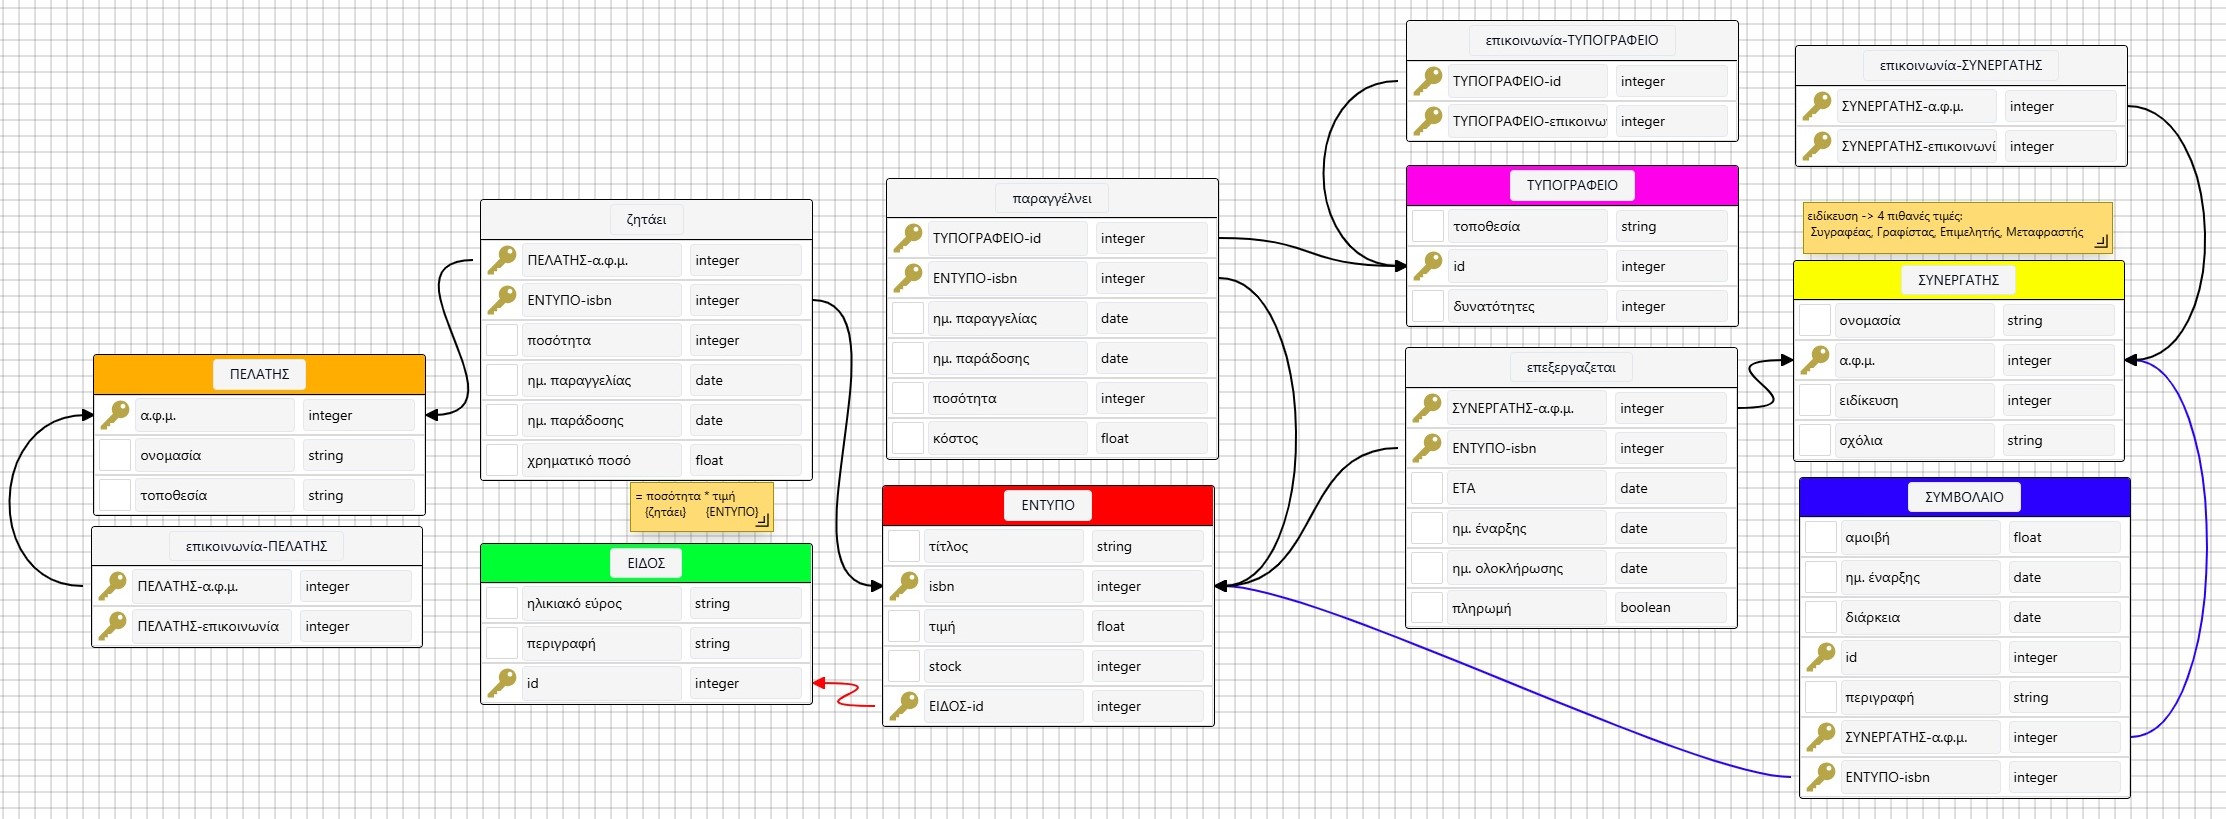 ΠΕΛΑΤΗΣ
α.φ.μ. integer
ονομασία string
τοποθεσία string
επικοινωνία-ΠΕΛΑΤΗΣ
ΠΕΛΑΤΗΣ-α.φ.μ. integer
ΠΕΛΑΤΗΣ-επικοινωνία integer
ζητάει
ΠΕΛΑΤΗΣ-α.φ.μ. integer
ΕΝΤΥΠΟ-isbn integer
ποσότητα integer
ημ. παραγγελίας date
ημ. παράδοσης date
χρηματικό ποσό float
= ποσότητα * τιμή
{ζητάει} {ΕΝΤΥΠΟ}
ΕΙΔΟΣ
ηλικιακό εύρος string
περιγραφή string
id integer
παραγγέλνει
ΤΥΠΟΓΡΑΦΕΙΟ-id integer
ΕΝΤΥΠΟ-isbn integer
ημ. παραγγελίας date
ημ. παράδοσης date
ποσότητα integer
κόστος float
ΕΝΤΥΠΟ
τίτλος string
isbn integer
τιμή float
stock integer
ΕΙΔΟΣ-id integer
επικοινωνία-ΤΥΠΟΓΡΑΦΕΙΟ
ΤΥΠΟΓΡΑΦΕΙΟ-id integer
ΤΥΠΟΓΡΑΦΕΙΟ-επικοινω integer
ΤΥΠΟΓΡΑΦΕΙΟ
τοποθεσία string
id integer
δυνατότητες integer
επεξεργαζεται
ΣΥΝΕΡΓΑΤΗΣ-α.φ.μ. integer
ΕΝΤΥΠΟ-isbn integer
ETA date
ημ. έναρξης date
ημ. ολοκλήρωσης date
πληρωμή boolean
επικοινωνία-ΣΥΝΕΡΓΑΤΗΣ
ΣΥΝΕΡΓΑΤΗΣ-α.φ.μ. integer
ΣΥΝΕΡΓΑΤΗΣ-επικοινωνί integer
ειδίκευση -> 4 πιθανές τιμές:
Συγραφέας, Γραφίστας, Επιμελητής, Μεταφραστής
ΣΥΝΕΡΓΑΤΗΣ
ονομασία string
α.φ.μ. integer
ειδίκευση integer
σχόλια string
ΣΥΜΒΟΛΑΙΟ
αμοιβή float
ημ. έναρξης date
διάρκεια date
id integer
περιγραφή string
ΣΥΝΕΡΓΑΤΗΣ-α.φ.μ. integer
ΕΝΤΥΠΟ-isbn integer